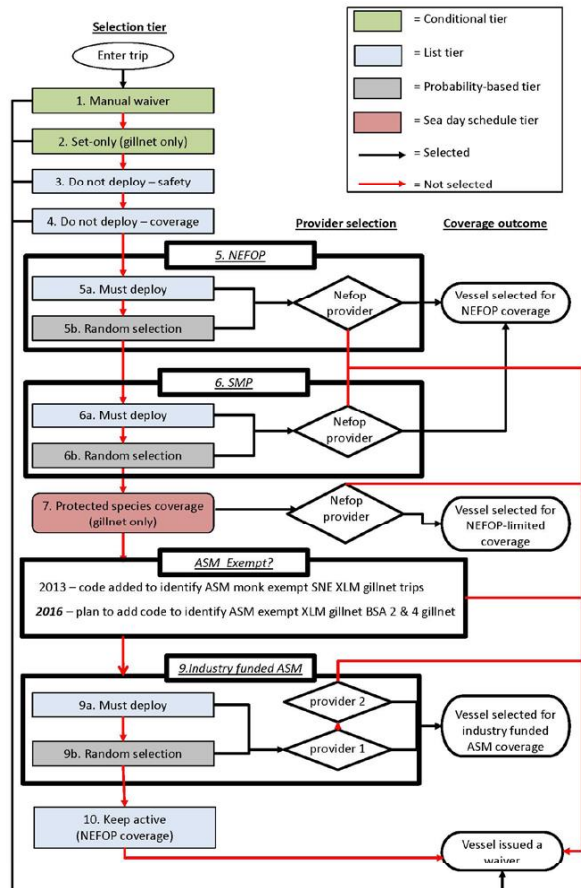 Selection tier
Enter trip
1. Manual waiver
2. Set-only (gillnet only)
3. Do not deploy – safety
4. Do not deploy – coverage
= Conditional tier
= List tier
= Probability-based tier
= Sea day schedule tier
= Selected
= Not selected
Provider selection
Coverage outcome
5. NEFOP
5a. Must deploy
5b. Random selection
Nefop
provider
Vessel selected for
NEFOP coverage
6. SMP
6a. Must deploy
6b. Random selection
Nefop
provider
7. Protected species coverage
(gillnet only)
Nefop
provider
Vessel selected for
NEFOP-limited
coverage
ASM Exempt?
2013 – code added to identify ASM monk exempt SNE XLM gillnet trips
2016 – plan to add code to identify ASM exempt XLM gillnet BSA 2 & 4 gillnet
9.Industry funded ASM
9a. Must deploy
9b. Random selection
provider 2
provider 1
Vessel selected for
industry funded
ASM coverage
10. Keep active
(NEFOP coverage)
Vessel issued a
waiver